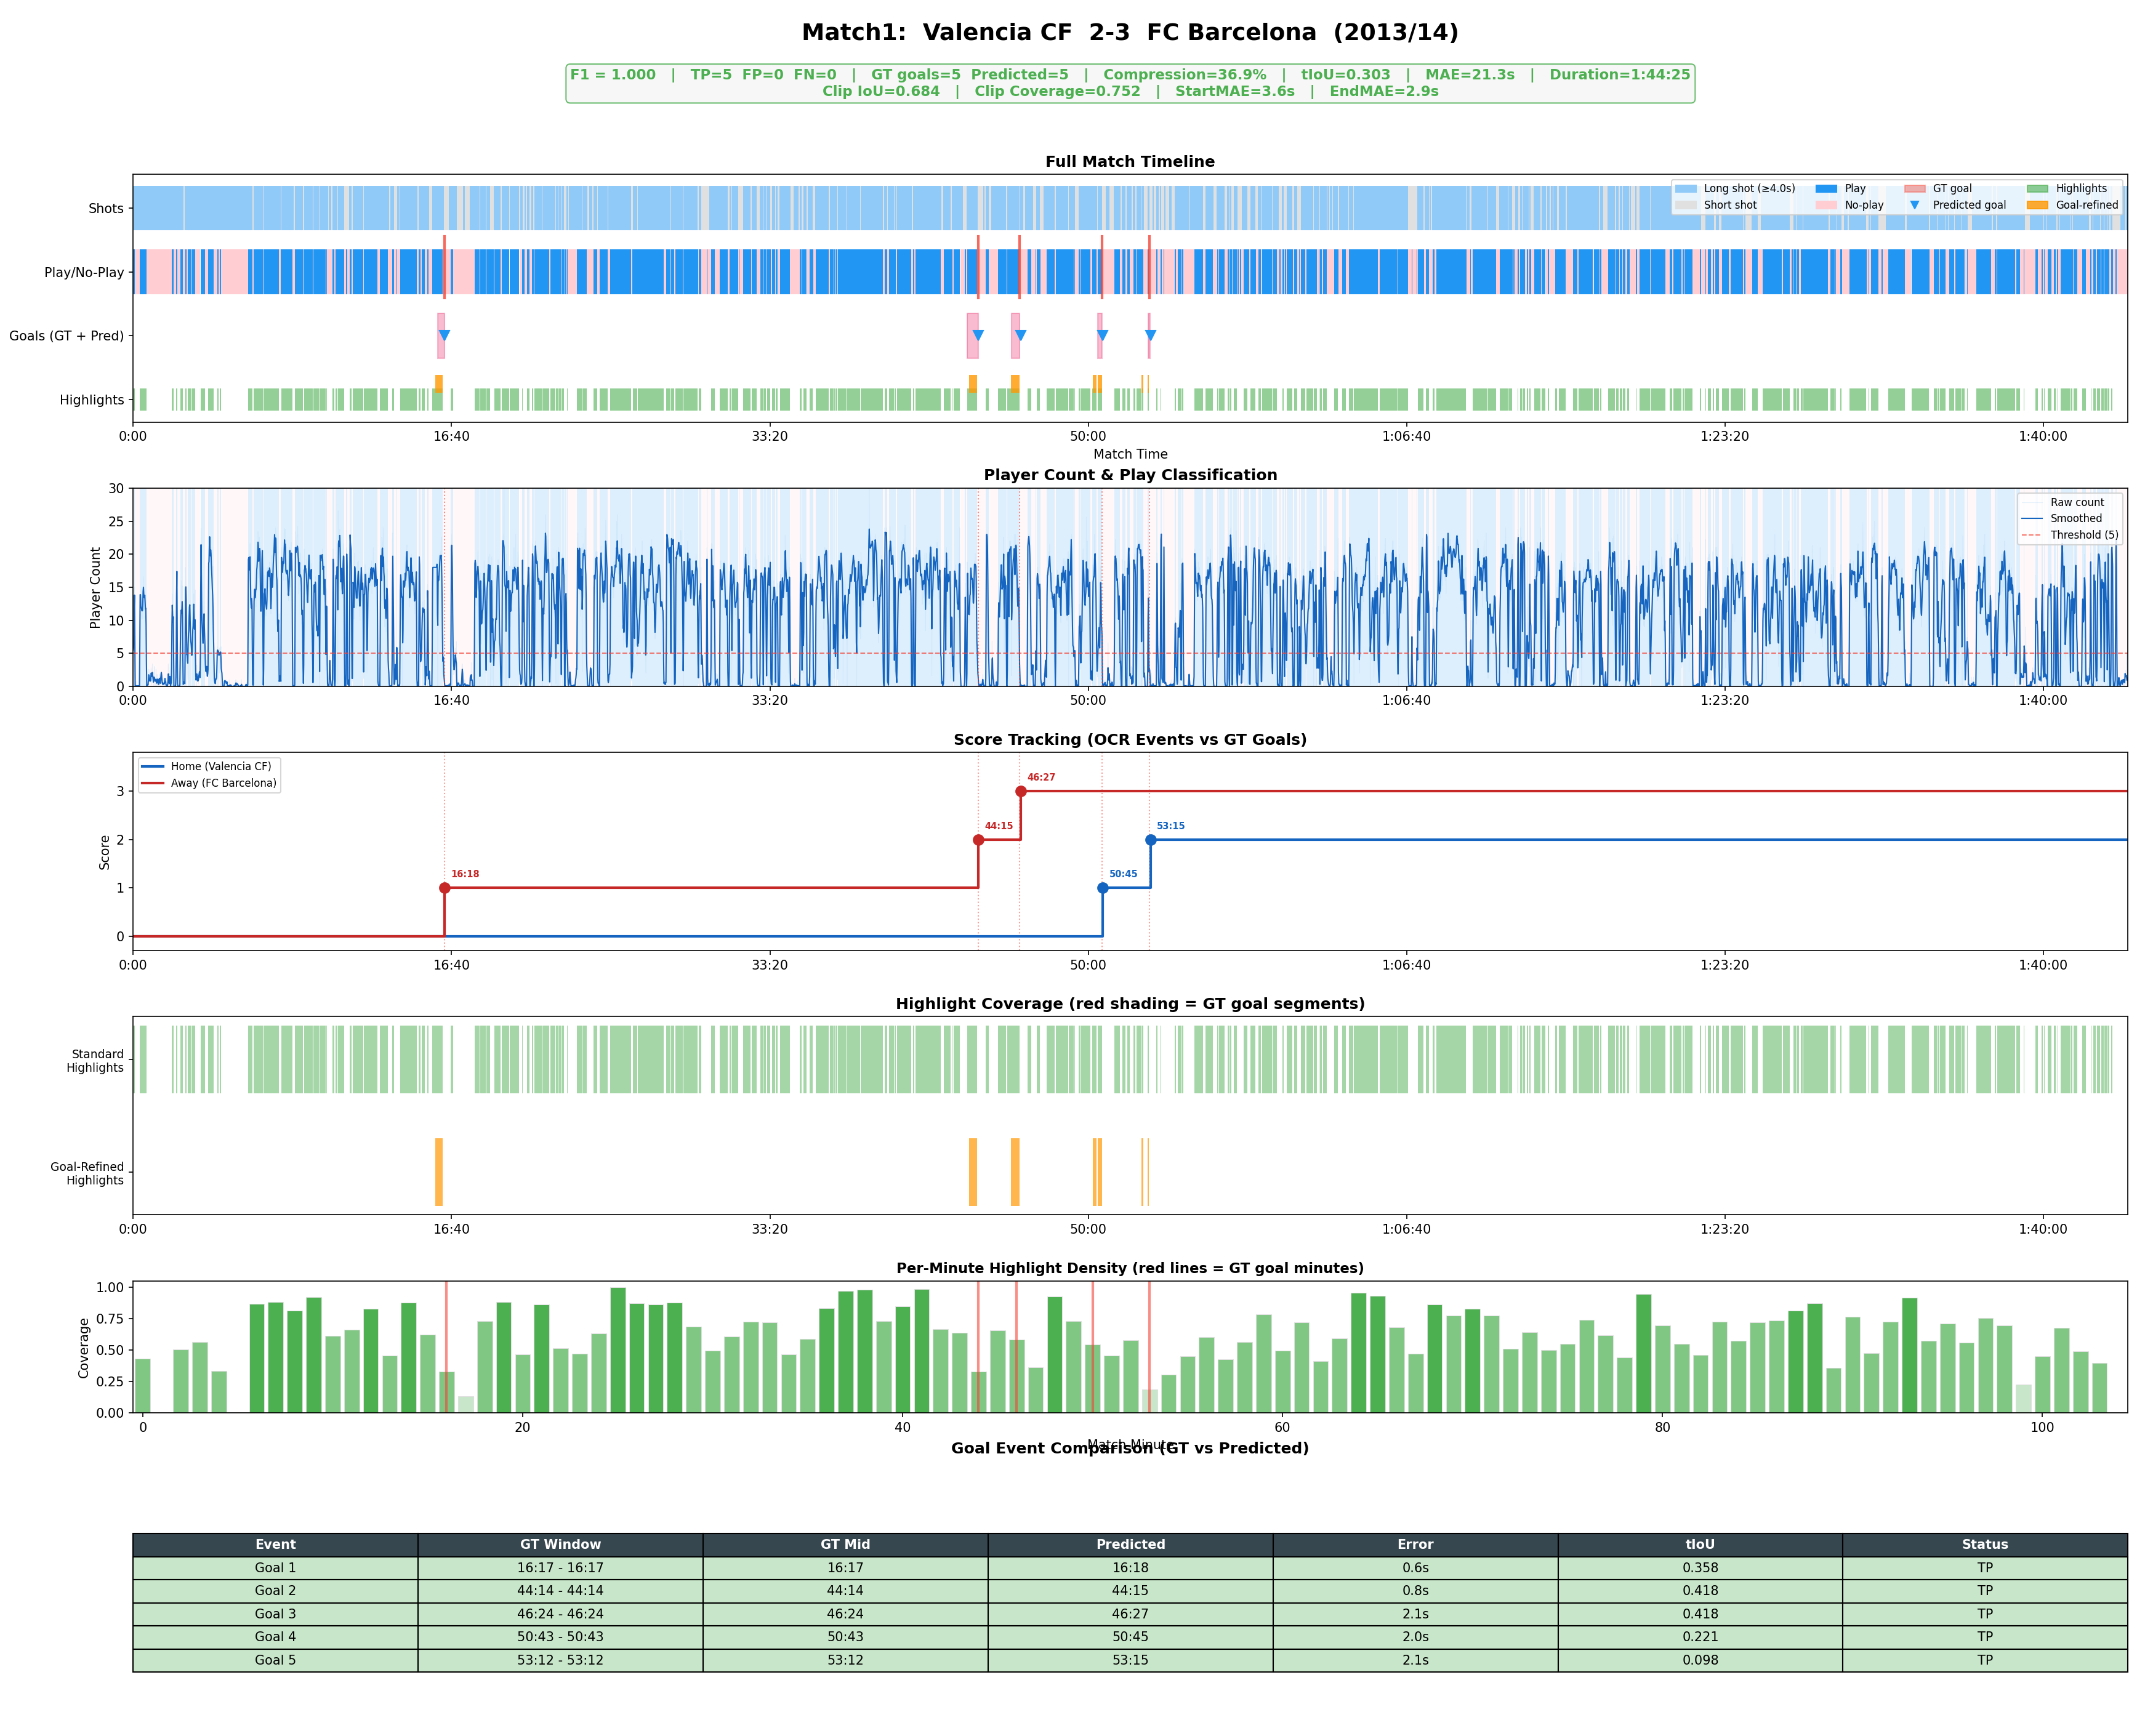 Match1:  Valencia CF  2-3  FC Barcelona  (2013/14)
F1 = 1.000   |   TP=5  FP=0  FN=0   |   GT goals=5  Predicted=5   |   Compression=36.9%   |   tIoU=0.303   |   MAE=21.3s   |   Duration=1:44:25
Clip IoU=0.684   |   Clip Coverage=0.752   |   StartMAE=3.6s   |   EndMAE=2.9s
Full Match Timeline
Long shot (≥4.0s)  Play  GT goal  Highlights
Short shot  No-play  Predicted goal  Goal-refined
Shots
Play/No-Play
Goals (GT + Pred)
Highlights
0:00  16:40  33:20  50:00  1:06:40  1:23:20  1:40:00
Match Time
Player Count & Play Classification
Raw count
Smoothed
Threshold (5)
Player Count
30
25
20
15
10
5
0
0:00  16:40  33:20  50:00  1:06:40  1:23:20  1:40:00
Score Tracking (OCR Events vs GT Goals)
Home (Valencia CF)
Away (FC Barcelona)
Score
3
2
1
0
46:27
44:15
53:15
16:18
50:45
0:00  16:40  33:20  50:00  1:06:40  1:23:20  1:40:00
Highlight Coverage (red shading = GT goal segments)
Standard
Highlights
Goal-Refined
Highlights
0:00  16:40  33:20  50:00  1:06:40  1:23:20  1:40:00
Per-Minute Highlight Density (red lines = GT goal minutes)
Coverage
1.00
0.75
0.50
0.25
0.00
0  20  40  60  80  100
Match Minute
Goal Event Comparison (GT vs Predicted)
Event  GT Window  GT Mid  Predicted  Error  tIoU  Status
Goal 1  16:17 - 16:17  16:17  16:18  0.6s  0.358  TP
Goal 2  44:14 - 44:14  44:14  44:15  0.8s  0.418  TP
Goal 3  46:24 - 46:24  46:24  46:27  2.1s  0.418  TP
Goal 4  50:43 - 50:43  50:43  50:45  2.0s  0.221  TP
Goal 5  53:12 - 53:12  53:12  53:15  2.1s  0.098  TP